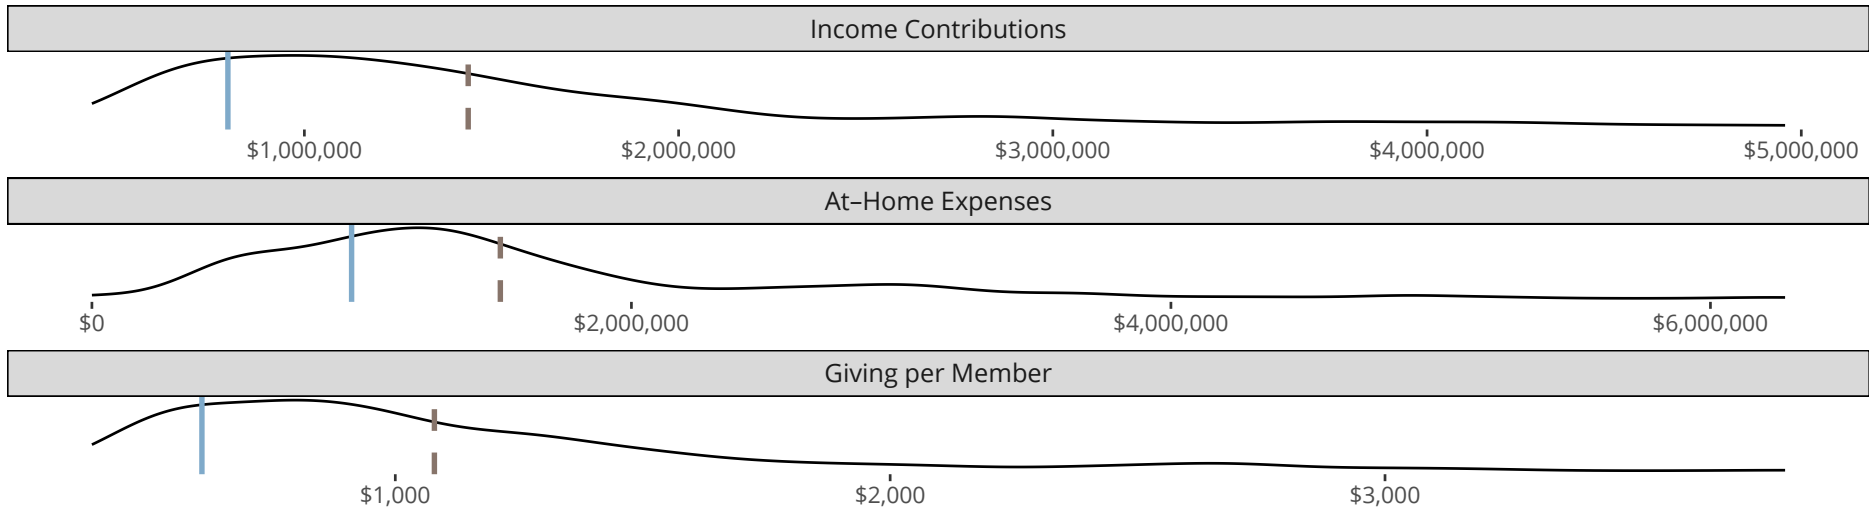 Income Contributions
$1,000,000 $2,000,000 $3,000,000 $4,000,000 $5,000,000
At–Home Expenses
$0 $2,000,000 $4,000,000 $6,000,000
Giving per Member
$1,000 $2,000 $3,000